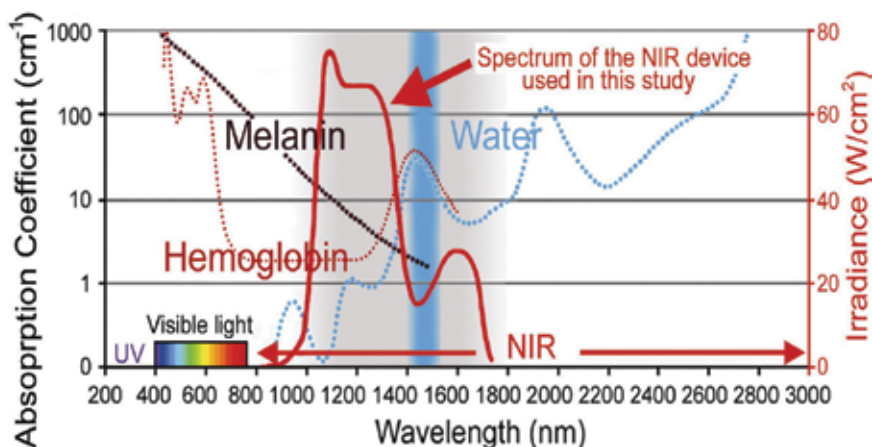 Absoprption Coefficient (cm⁻¹)
1000
100
10
1
0
Irradiance (W/cm²)
80
60
40
20
0
Spectrum of the NIR device
used in this study
Melanin
Water
Hemoglobin
Visible light
UV
NIR
200 400 600 800 1000 1200 1400 1600 1800 2000 2200 2400 2600 2800 3000
Wavelength (nm)